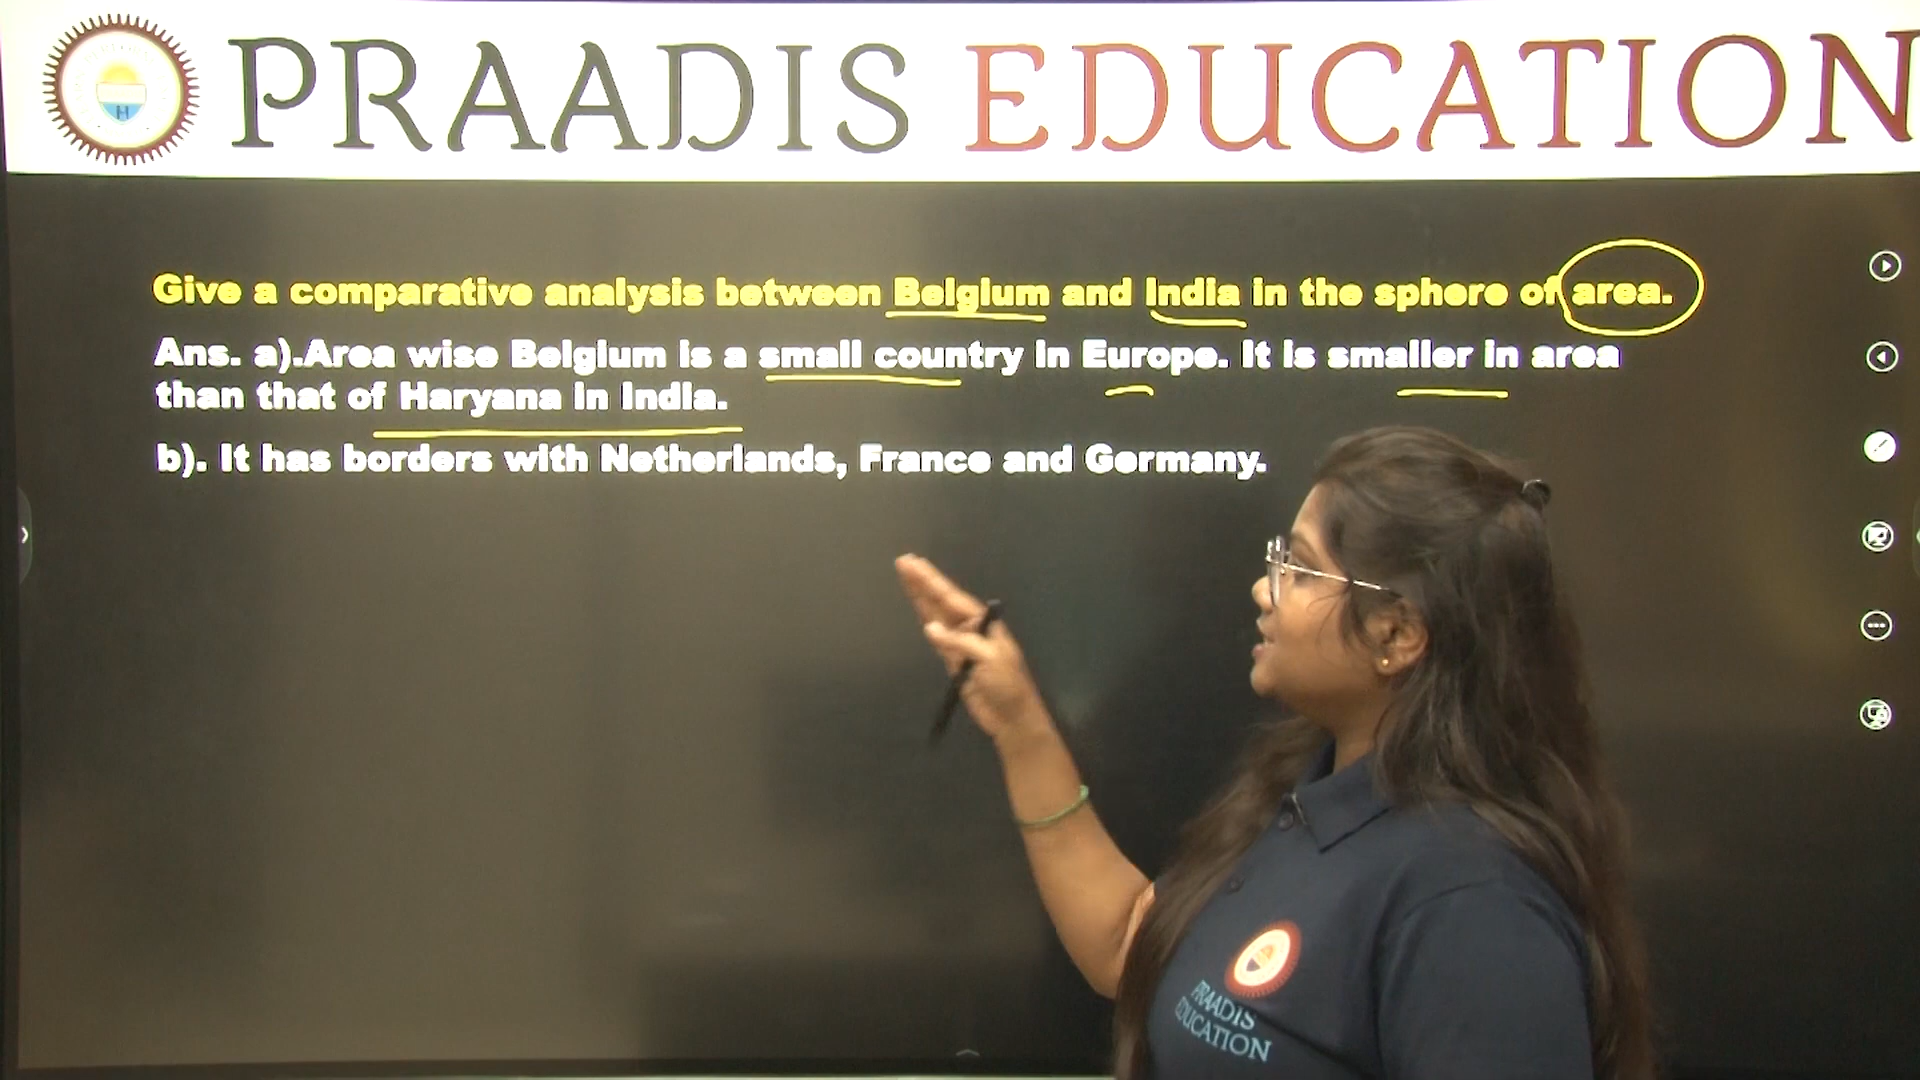 PRAADIS EDUCATION
Give a comparative analysis between Belgium and India in the sphere of area.
Ans. a).Area wise Belgium is a small country in Europe. It is smaller in area
than that of Haryana in India.
b). It has borders with Netherlands, France and Germany.
PRAADIS
EDUCATION